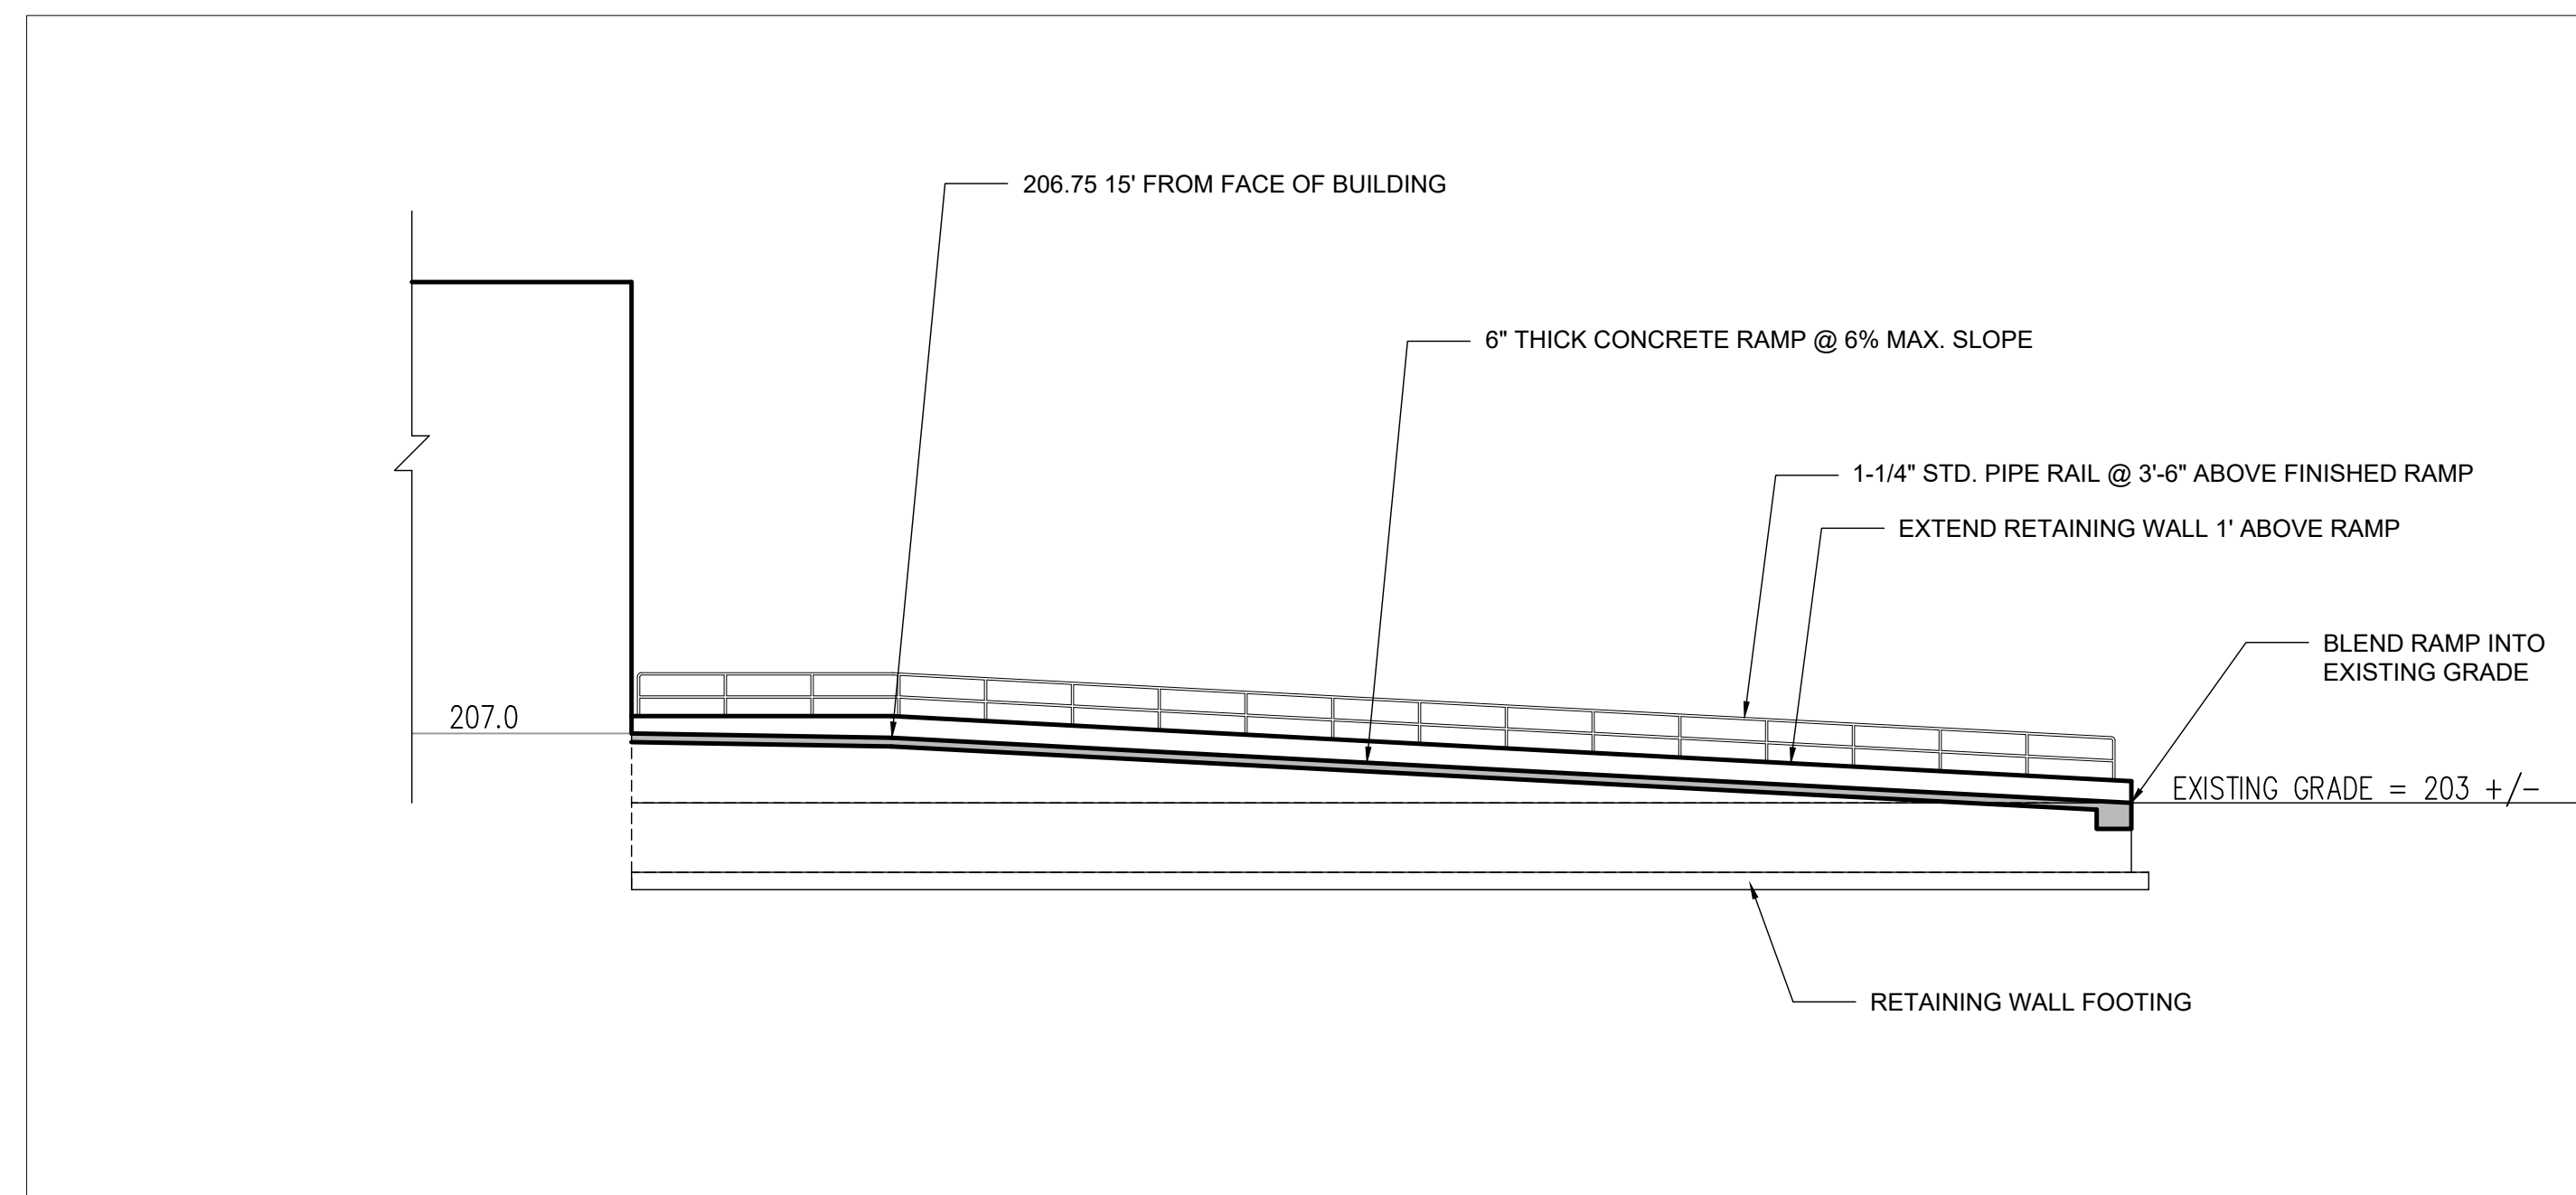 206.75 15' FROM FACE OF BUILDING
6" THICK CONCRETE RAMP @ 6% MAX. SLOPE
1-1/4" STD. PIPE RAIL @ 3'-6" ABOVE FINISHED RAMP
EXTEND RETAINING WALL 1' ABOVE RAMP
BLEND RAMP INTO
EXISTING GRADE
207.0
EXISTING GRADE = 203 +/-
RETAINING WALL FOOTING